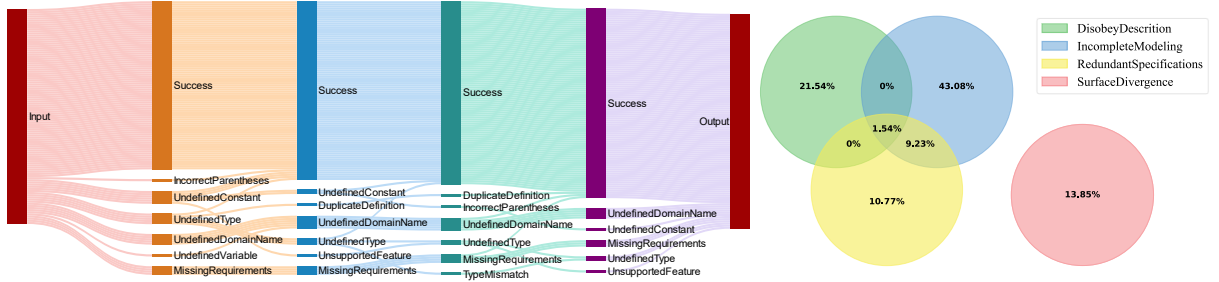 Input
Success
IncorrectParentheses
UndefinedConstant
UndefinedType
UndefinedDomainName
UndefinedVariable
MissingRequirements
Success
UndefinedConstant
DuplicateDefinition
UndefinedDomainName
UndefinedType
UnsupportedFeature
MissingRequirements
Success
DuplicateDefinition
IncorrectParentheses
UndefinedDomainName
UndefinedType
MissingRequirements
TypeMismatch
Success
UndefinedDomainName
UndefinedConstant
MissingRequirements
UndefinedType
UnsupportedFeature
Output
21.54%
0%
43.08%
1.54%
0%
9.23%
10.77%
DisobeyDescrition
IncompleteModeling
RedundantSpecifications
SurfaceDivergence
13.85%